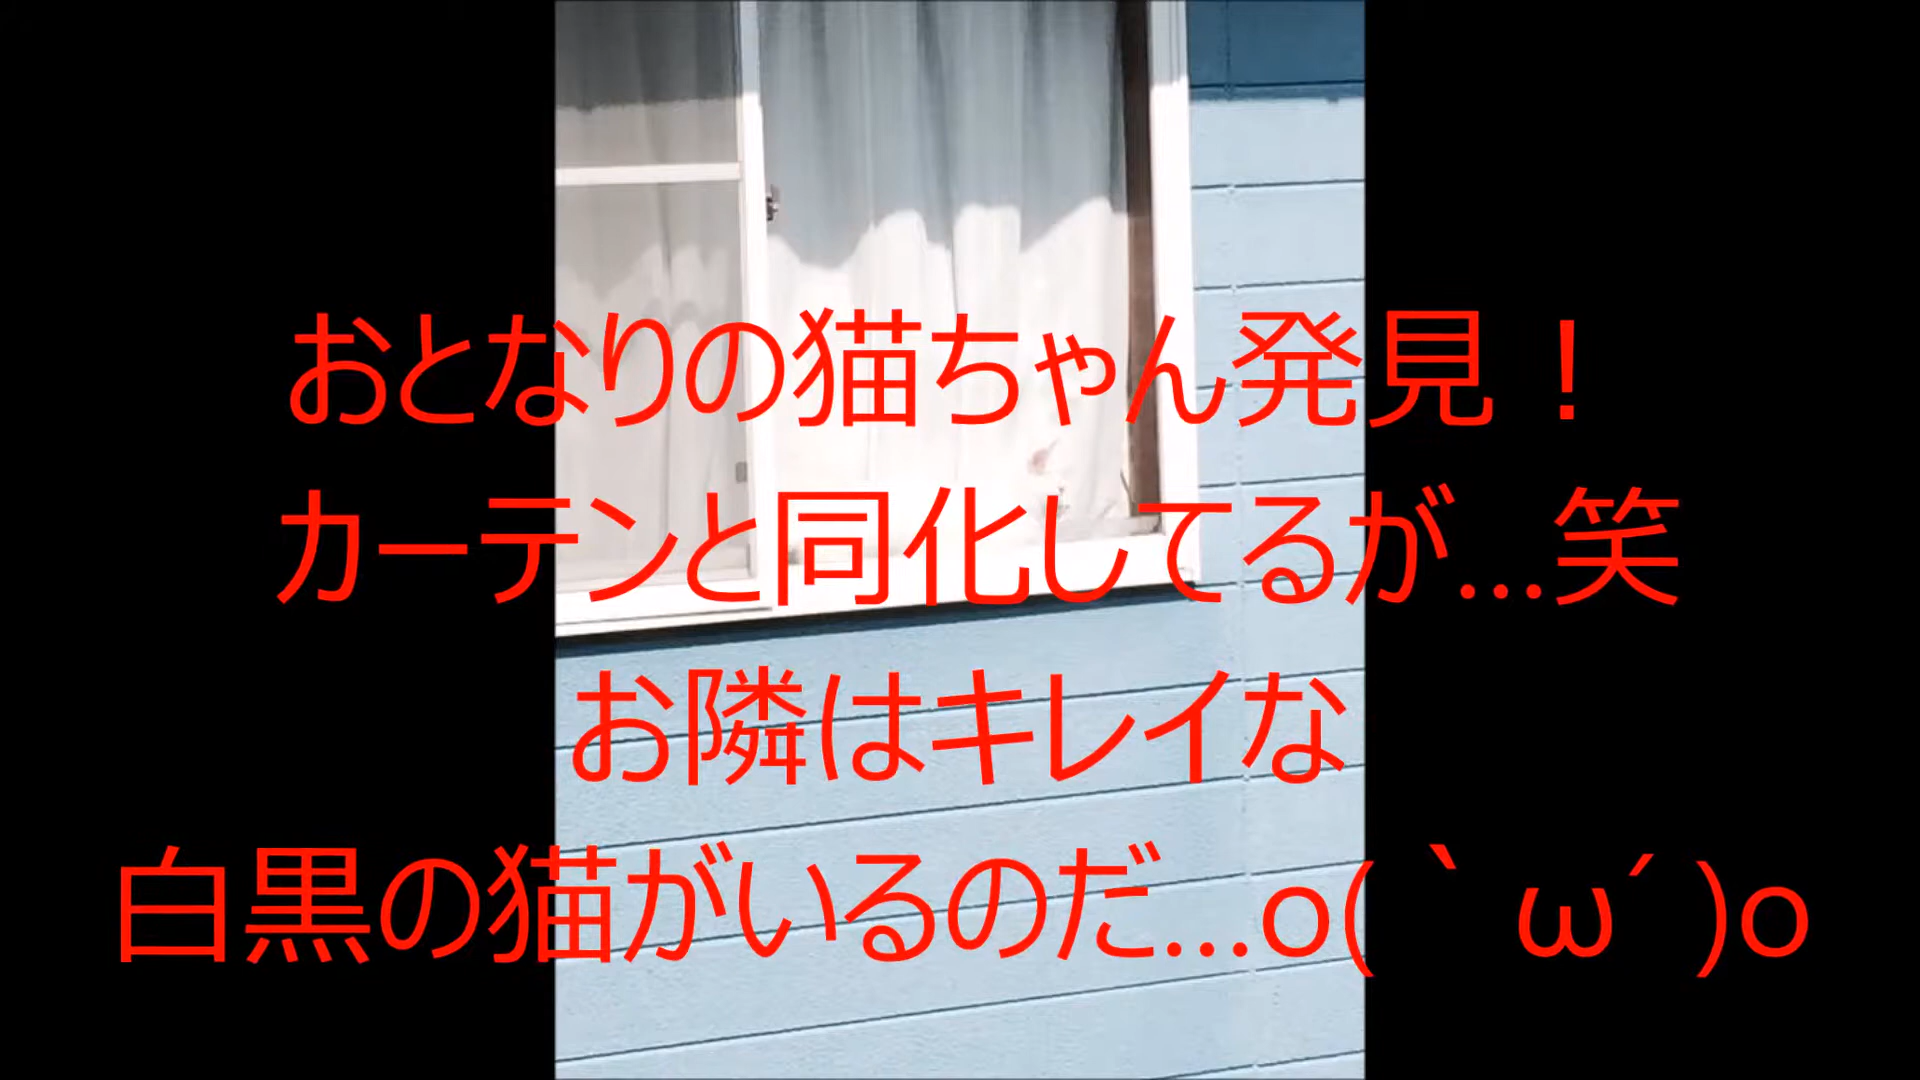 おとなりの猫ちゃん発見！
カーテンと同化してるが...笑
お隣はキレイな
白黒の猫がいるのだ...o(｀ω´)o